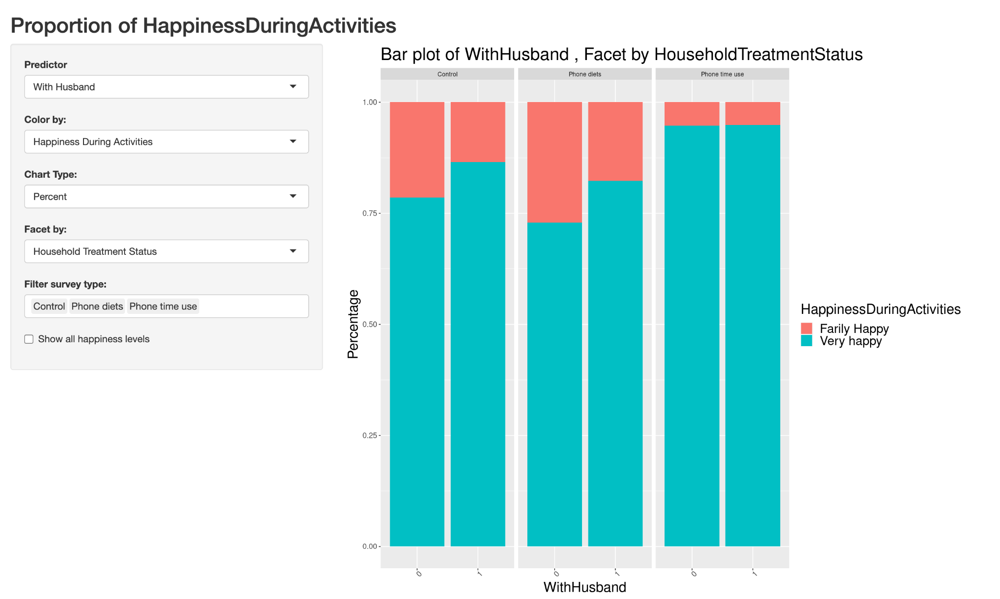 Proportion of HappinessDuringActivities
Predictor
With Husband
Color by:
Happiness During Activities
Chart Type:
Percent
Facet by:
Household Treatment Status
Filter survey type:
Control Phone diets Phone time use
Show all happiness levels
Bar plot of WithHusband , Facet by HouseholdTreatmentStatus
Control Phone diets Phone time use
1.00
0.75
0.50
0.25
0.00
Percentage
0 1 0 1 0 1
WithHusband
HappinessDuringActivities
Farily Happy
Very happy